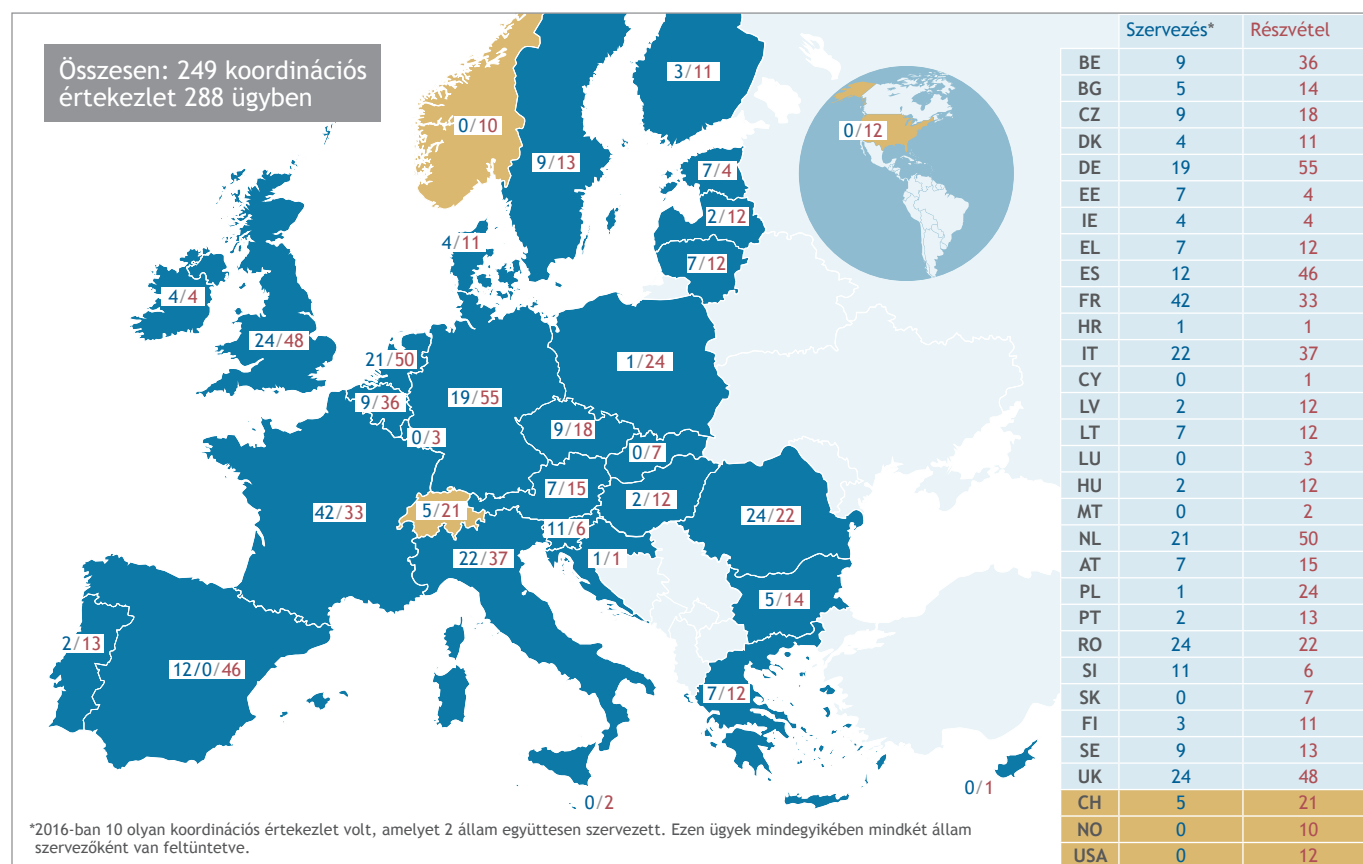 Összesen: 249 koordinációs
értekezlet 288 ügyben
0/10
3/11
9/13
0/12
7/4
2/12
7/12
4/11
4/4
24/48
21/50
9/36
0/3
19/55
1/24
9/18
0/7
7/15
2/12
42/33
5/21
11/6
24/22
22/37
1/1
5/14
2/13
12/0/46
7/12
0/2
0/1
Szervezés* Részvétel
BE 9 36
BG 5 14
CZ 9 18
DK 4 11
DE 19 55
EE 7 4
IE 4 4
EL 7 12
ES 12 46
FR 42 33
HR 1 1
IT 22 37
CY 0 1
LV 2 12
LT 7 12
LU 0 3
HU 2 12
MT 0 2
NL 21 50
AT 7 15
PL 1 24
PT 2 13
RO 24 22
SI 11 6
SK 0 7
FI 3 11
SE 9 13
UK 24 48
CH 5 21
NO 0 10
USA 0 12
*2016-ban 10 olyan koordinációs értekezlet volt, amelyet 2 állam együttesen szervezett. Ezen ügyek mindegyikében mindkét állam
szervezőként van feltüntetve.